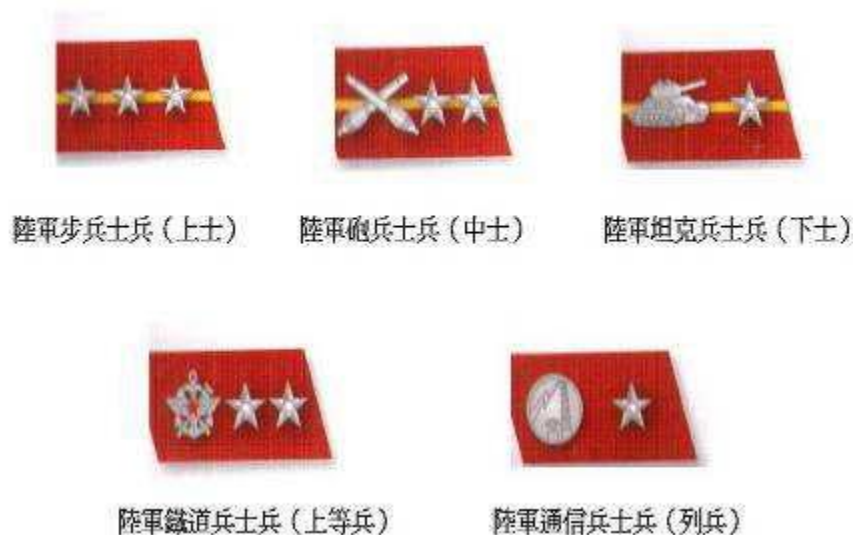 陸軍步兵士兵（上士）
陸軍砲兵士兵（中士）
陸軍坦克兵士兵（下士）
陸軍鐵道兵士兵（上等兵）
陸軍通信兵士兵（列兵）